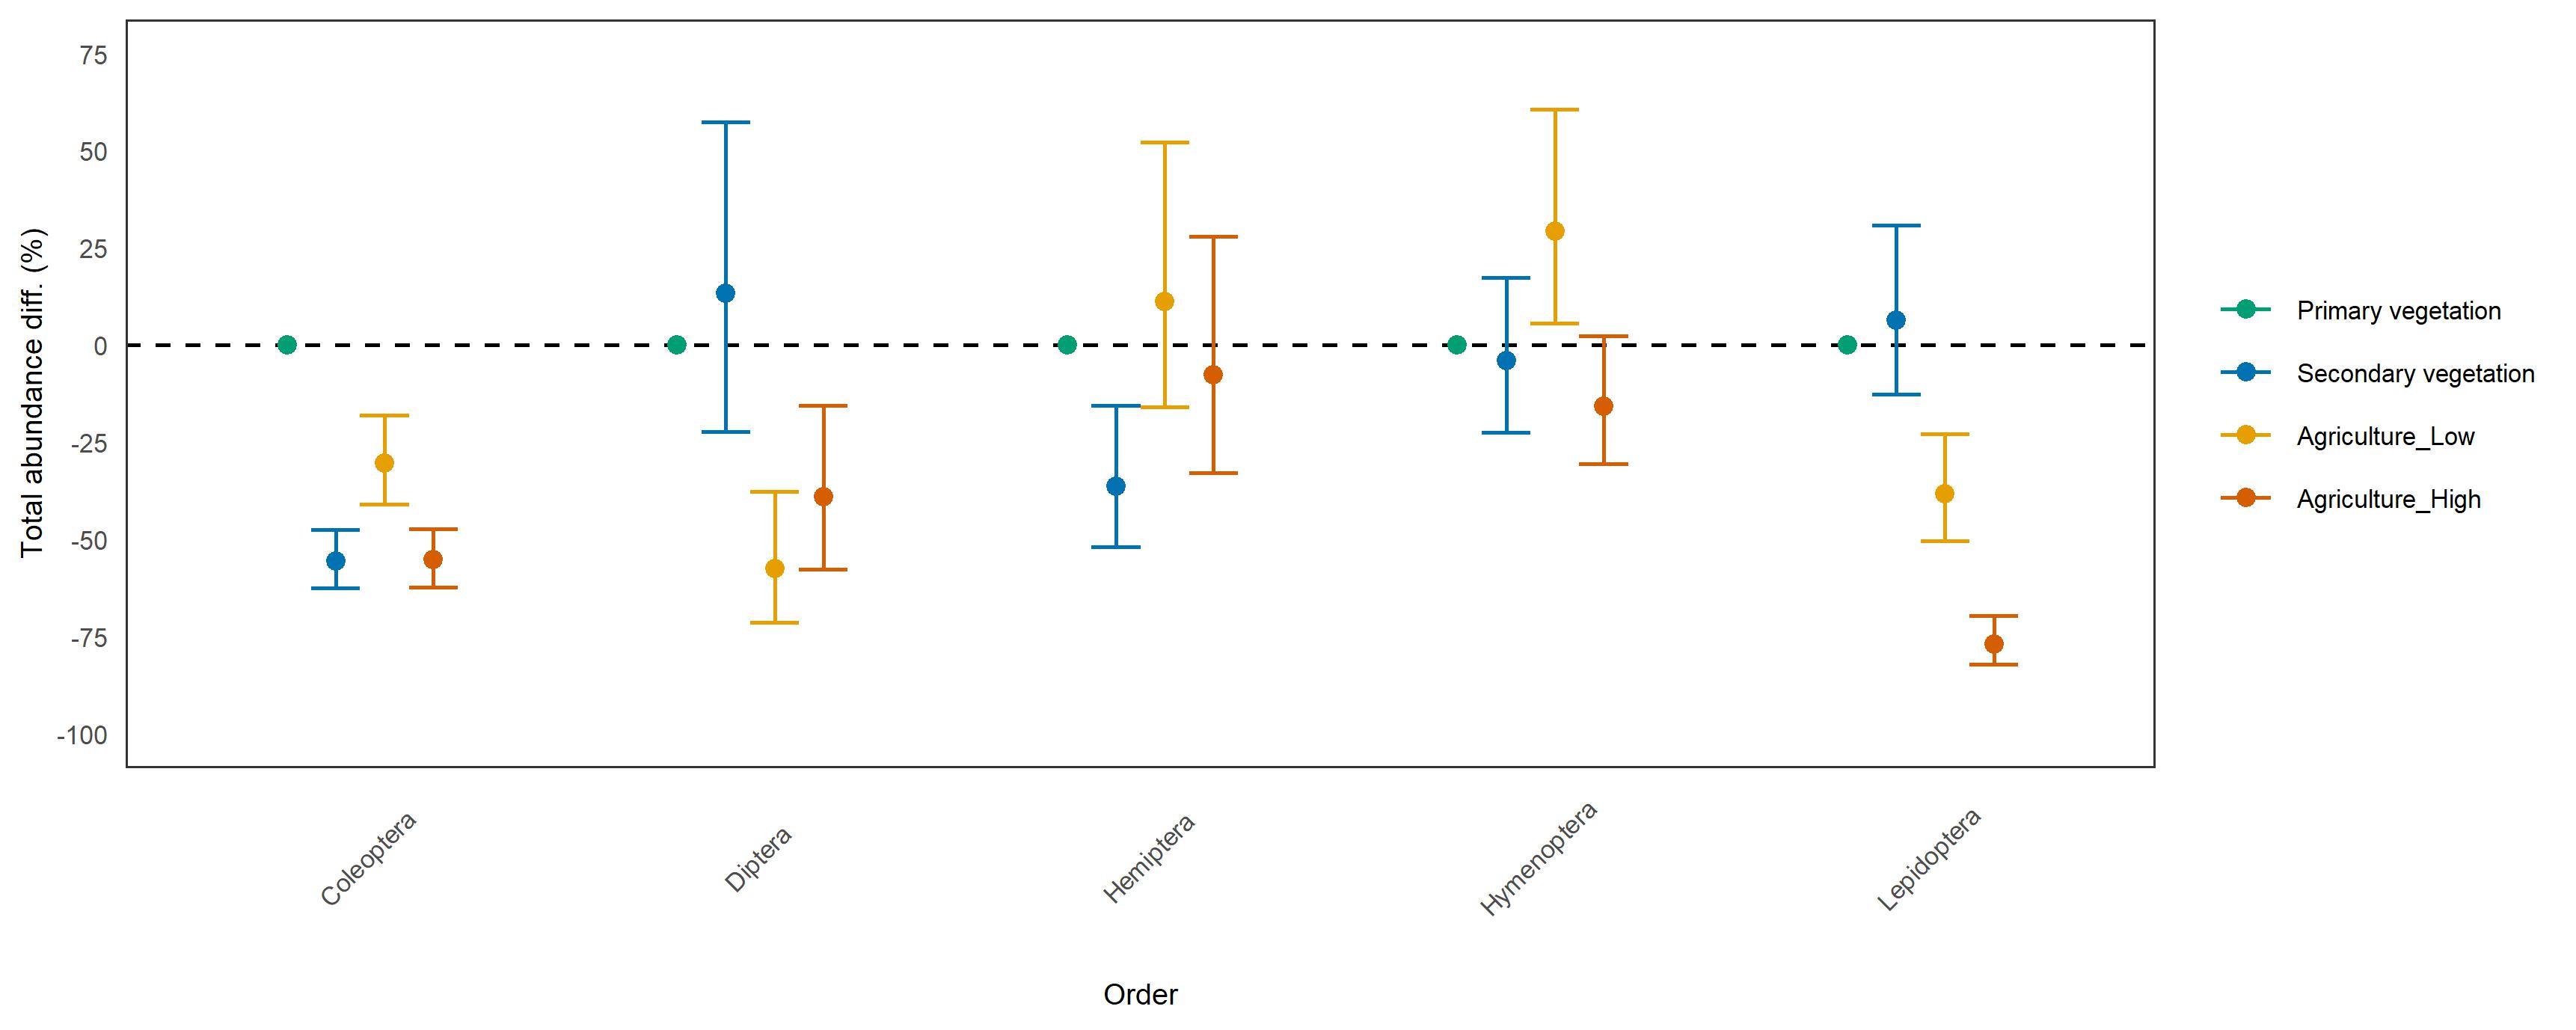 Total abundance diff. (%)
75
50
25
0
-25
-50
-75
-100
Coleoptera
Diptera
Hemiptera
Hymenoptera
Lepidoptera
Order
Primary vegetation
Secondary vegetation
Agriculture_Low
Agriculture_High